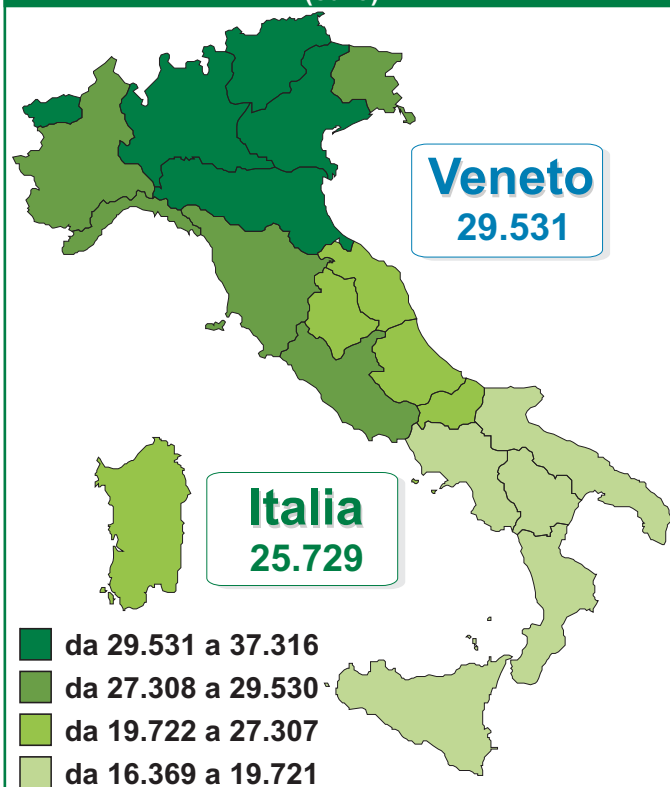 Veneto
29.531
Italia
25.729
da 29.531 a 37.316
da 27.308 a 29.530
da 19.722 a 27.307
da 16.369 a 19.721